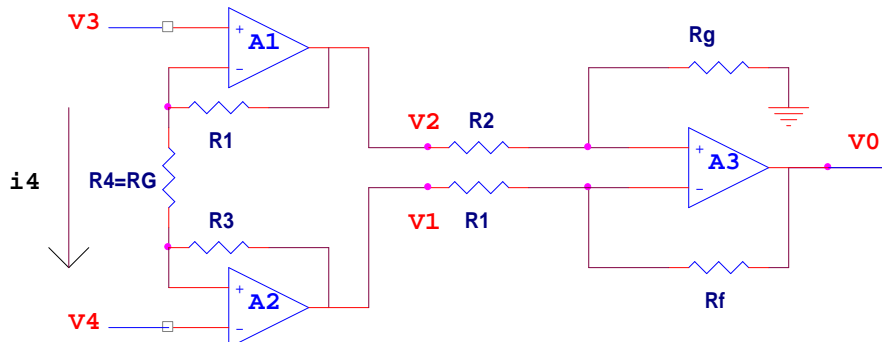 V3
+
A1
-
Rg
R1
V2
R2
V0
+
A3
-
i4
R4=RG
R3
V1
R1
+
A2
-
Rf
V4